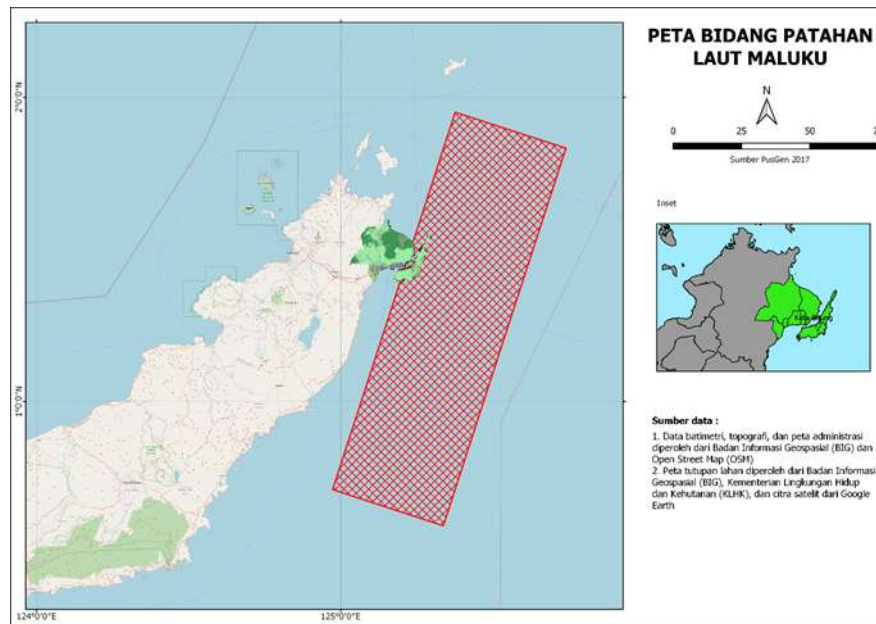 PETA BIDANG PATAHAN
LAUT MALUKU
N
0 25 50 7
Sumber PusGen 2017
Inset
Sumber data :
1. Data batimetri, topografi, dan peta administrasi
diperoleh dari Badan Informasi Geospasial (BIG) dan
Open Street Map (OSM)
2. Peta tutupan lahan diperoleh dari Badan Informasi
Geospasial (BIG), Kementerian Lingkungan Hidup
dan Kehutanan (KLHK), dan citra satelit dari Google
Earth
2°0'0"N
1°0'0"N
124°0'0"E
125°0'0"E